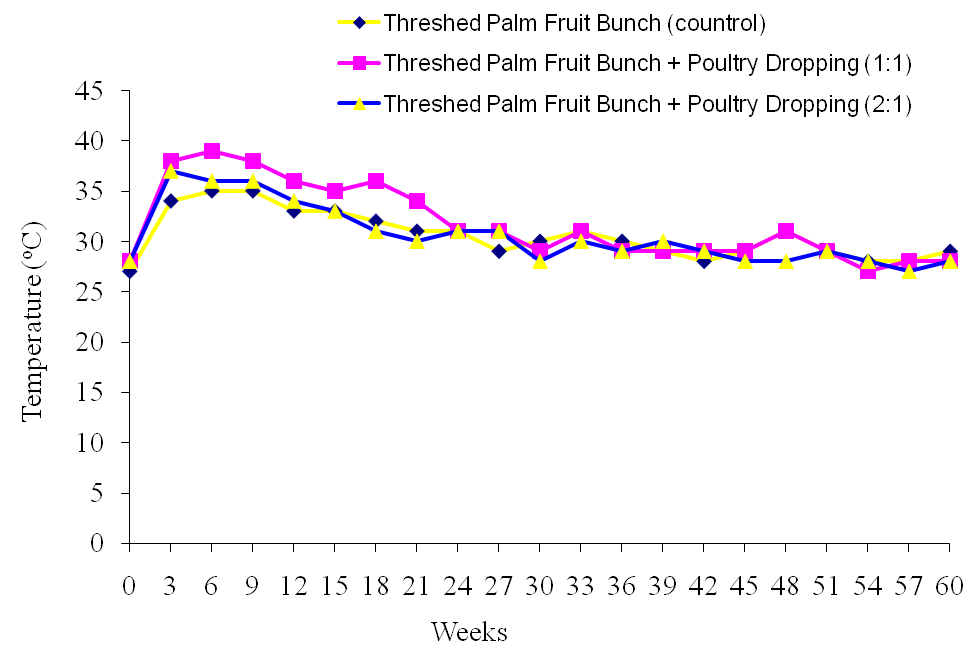 Threshed Palm Fruit Bunch (countrol)
Threshed Palm Fruit Bunch + Poultry Dropping (1:1)
Threshed Palm Fruit Bunch + Poultry Dropping (2:1)
45
40
35
30
25
20
15
10
5
0
Temperature (°C)
0 3 6 9 12 15 18 21 24 27 30 33 36 39 42 45 48 51 54 57 60
Weeks